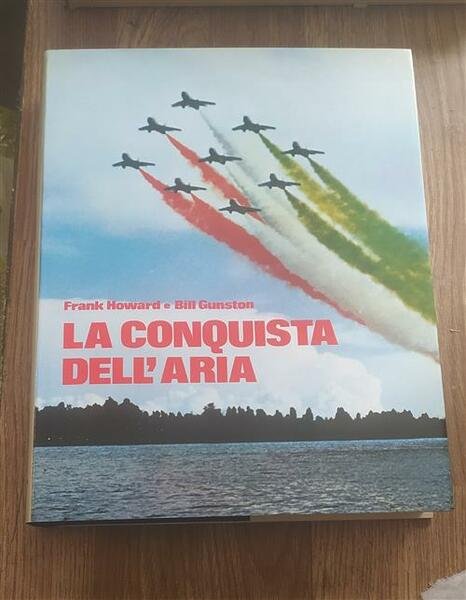 Frank Howard e Bill Gunston
LA CONQUISTA
DELL'ARIA